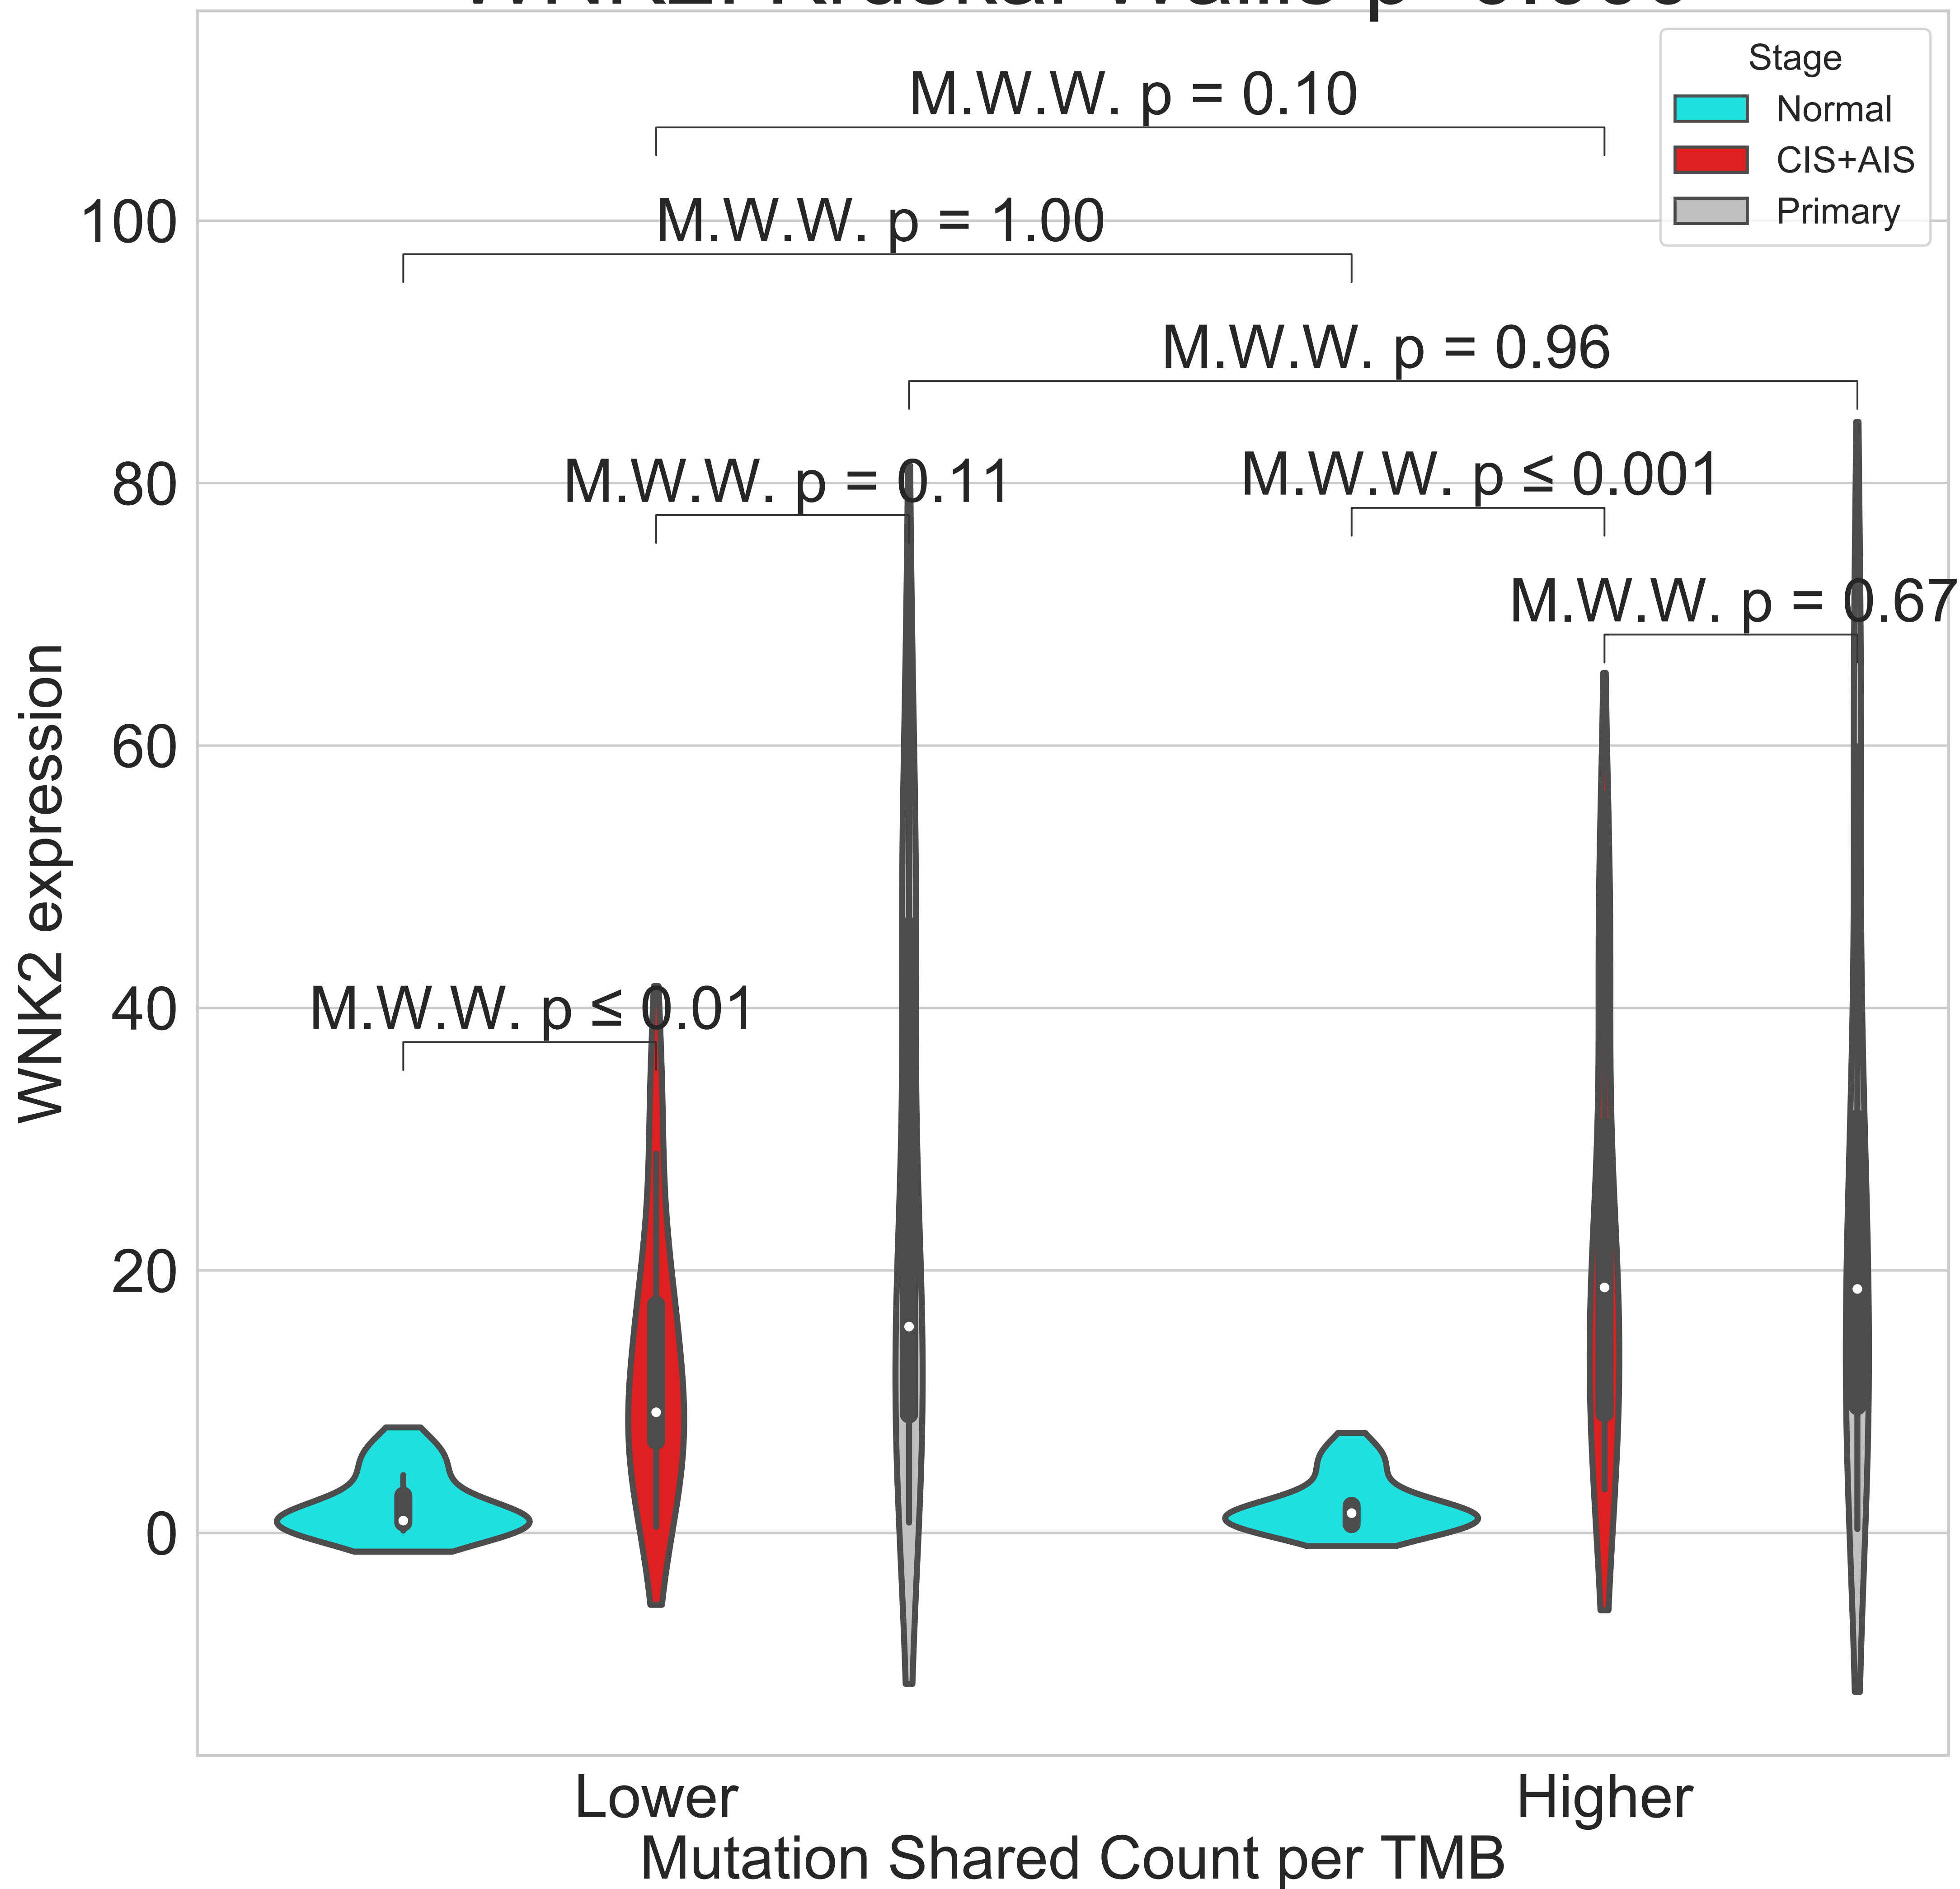 Stage
Normal
CIS+AIS
Primary
M.W.W. p = 0.10
M.W.W. p = 1.00
M.W.W. p = 0.96
M.W.W. p = 0.11
M.W.W. p ≤ 0.001
M.W.W. p = 0.67
M.W.W. p ≤ 0.01
100
80
60
40
20
0
WNK2 expression
Lower
Higher
Mutation Shared Count per TMB